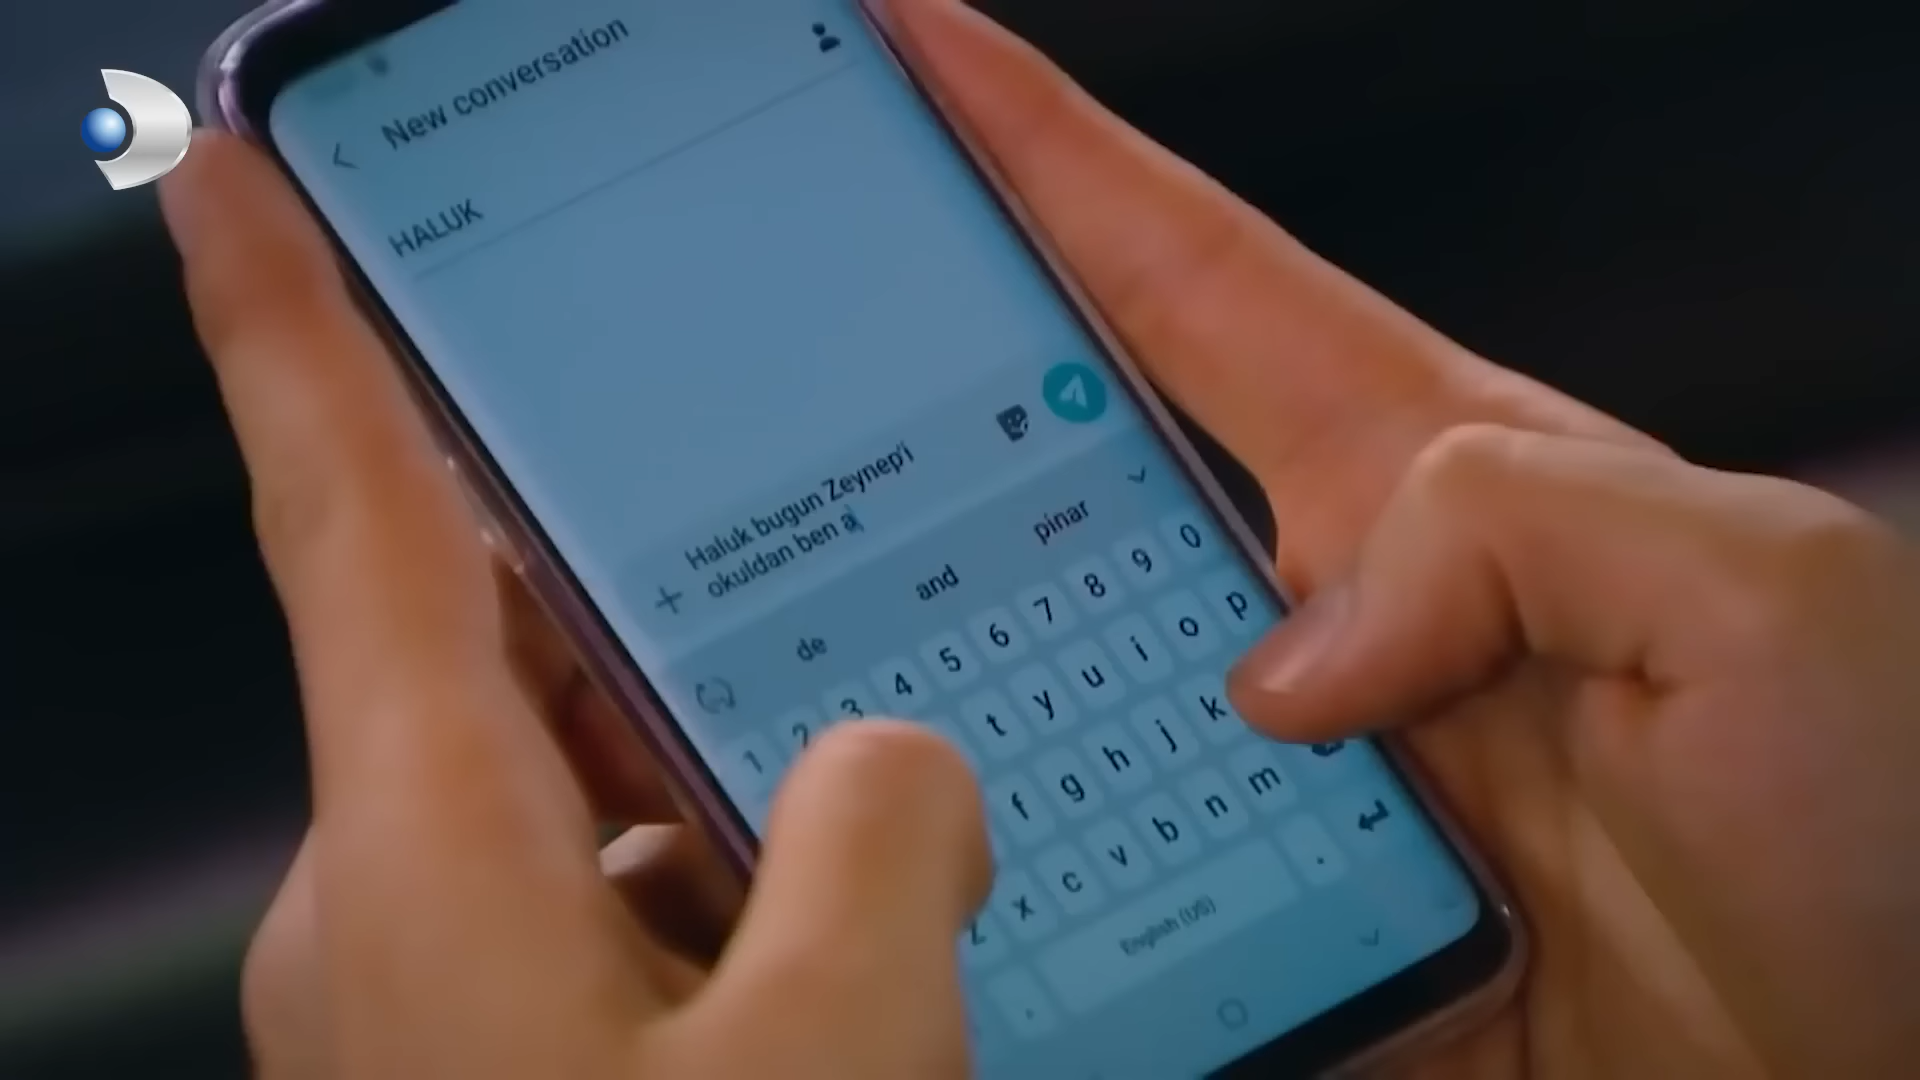 New conversation
HALUK
Haluk bugun Zeynep'i
okuldan ben a
de and pinar
1 2 3 4 5 6 7 8 9 0
t y u i o p
f g h j k
z x c v b n m
. English (US) .